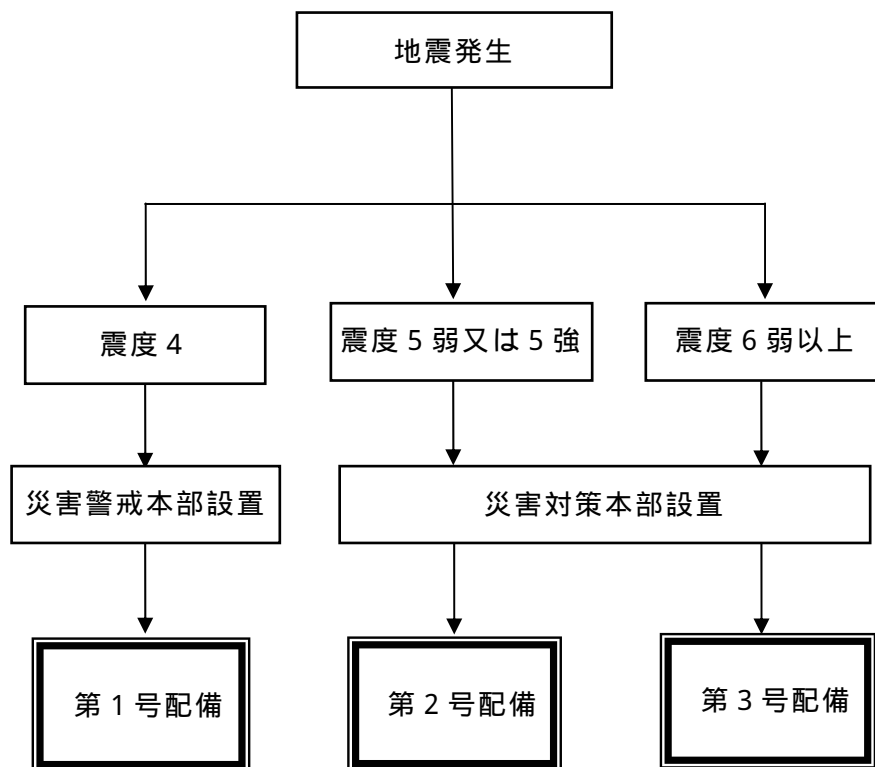 地震発生
震度4
震度5弱又は5強
震度6弱以上
災害警戒本部設置
災害対策本部設置
第1号配備
第2号配備
第3号配備